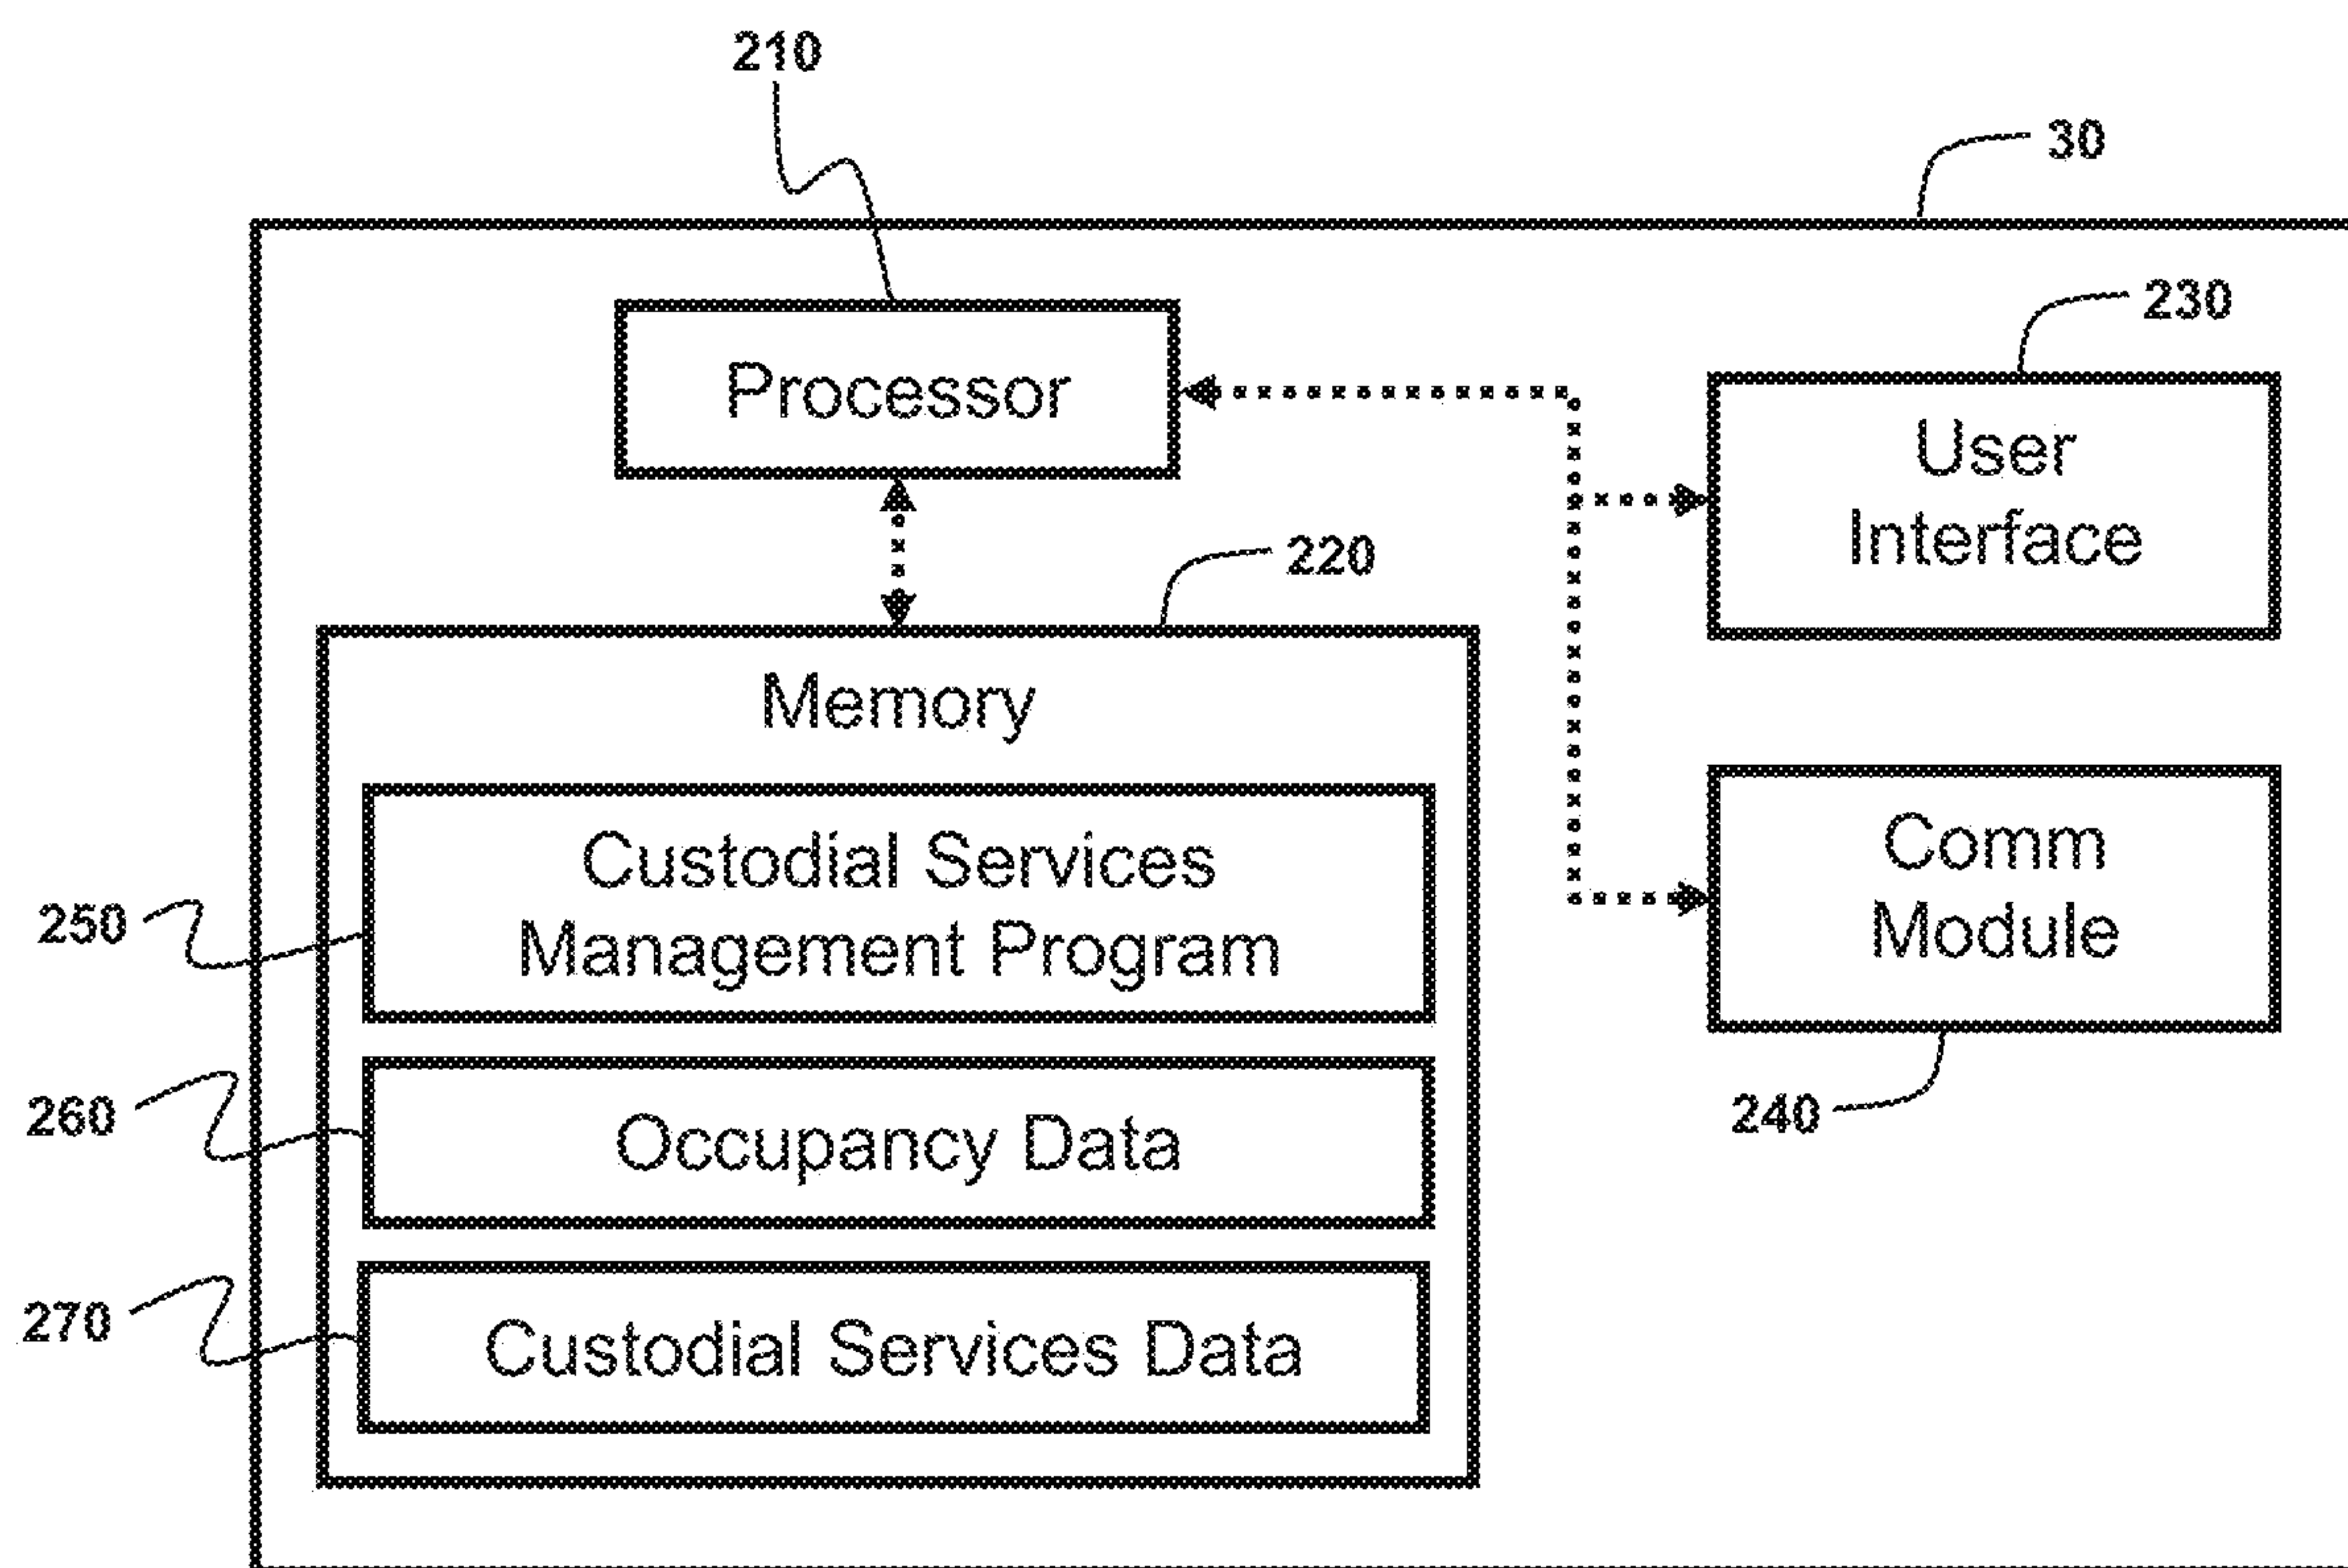 210
30
230
Processor
User
Interface
220
Memory
Custodial Services
Management Program
Comm
Module
250
240
260
Occupancy Data
270
Custodial Services Data